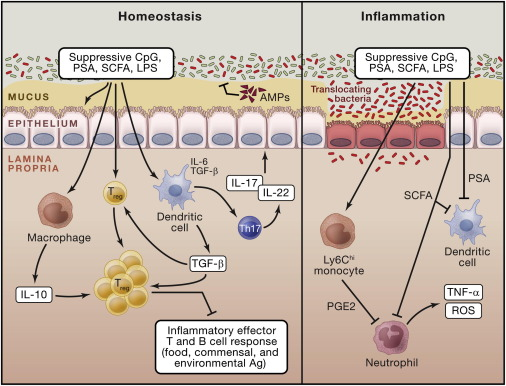 Homeostasis
Suppressive CpG,
PSA, SCFA, LPS
MUCUS
AMPs
EPITHELIUM
LAMINA
PROPRIA
IL-6
TGF-β
Treg
IL-17
IL-22
Dendritic
cell
Th17
Macrophage
TGF-β
Treg
IL-10
Inflammatory effector
T and B cell response
(food, commensal, and
environmental Ag)
Inflammation
Suppressive CpG,
PSA, SCFA, LPS
Translocating
bacteria
PSA
SCFA
Dendritic
cell
Ly6Chi
monocyte
PGE2
TNF-α
ROS
Neutrophil